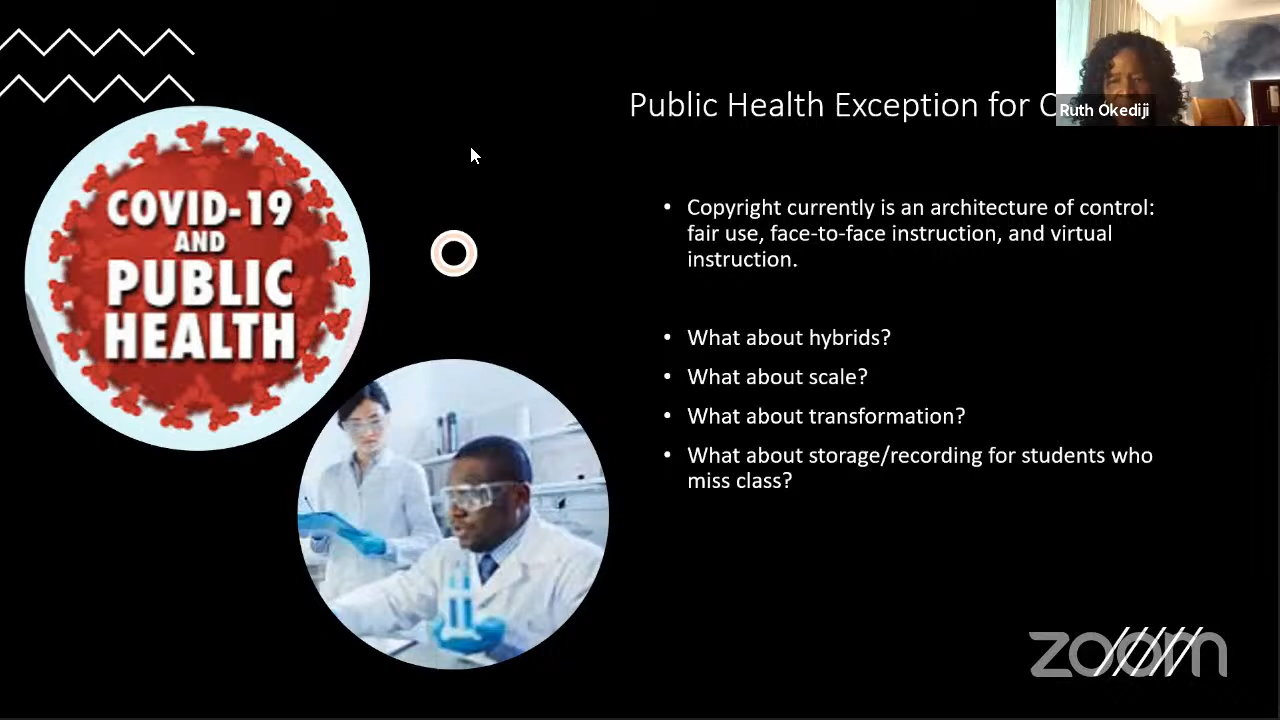 Public Health Exception for
Ruth Okediji
COVID-19
AND
PUBLIC
HEALTH
• Copyright currently is an architecture of control:
fair use, face-to-face instruction, and virtual
instruction.
• What about hybrids?
• What about scale?
• What about transformation?
• What about storage/recording for students who
miss class?
zoom